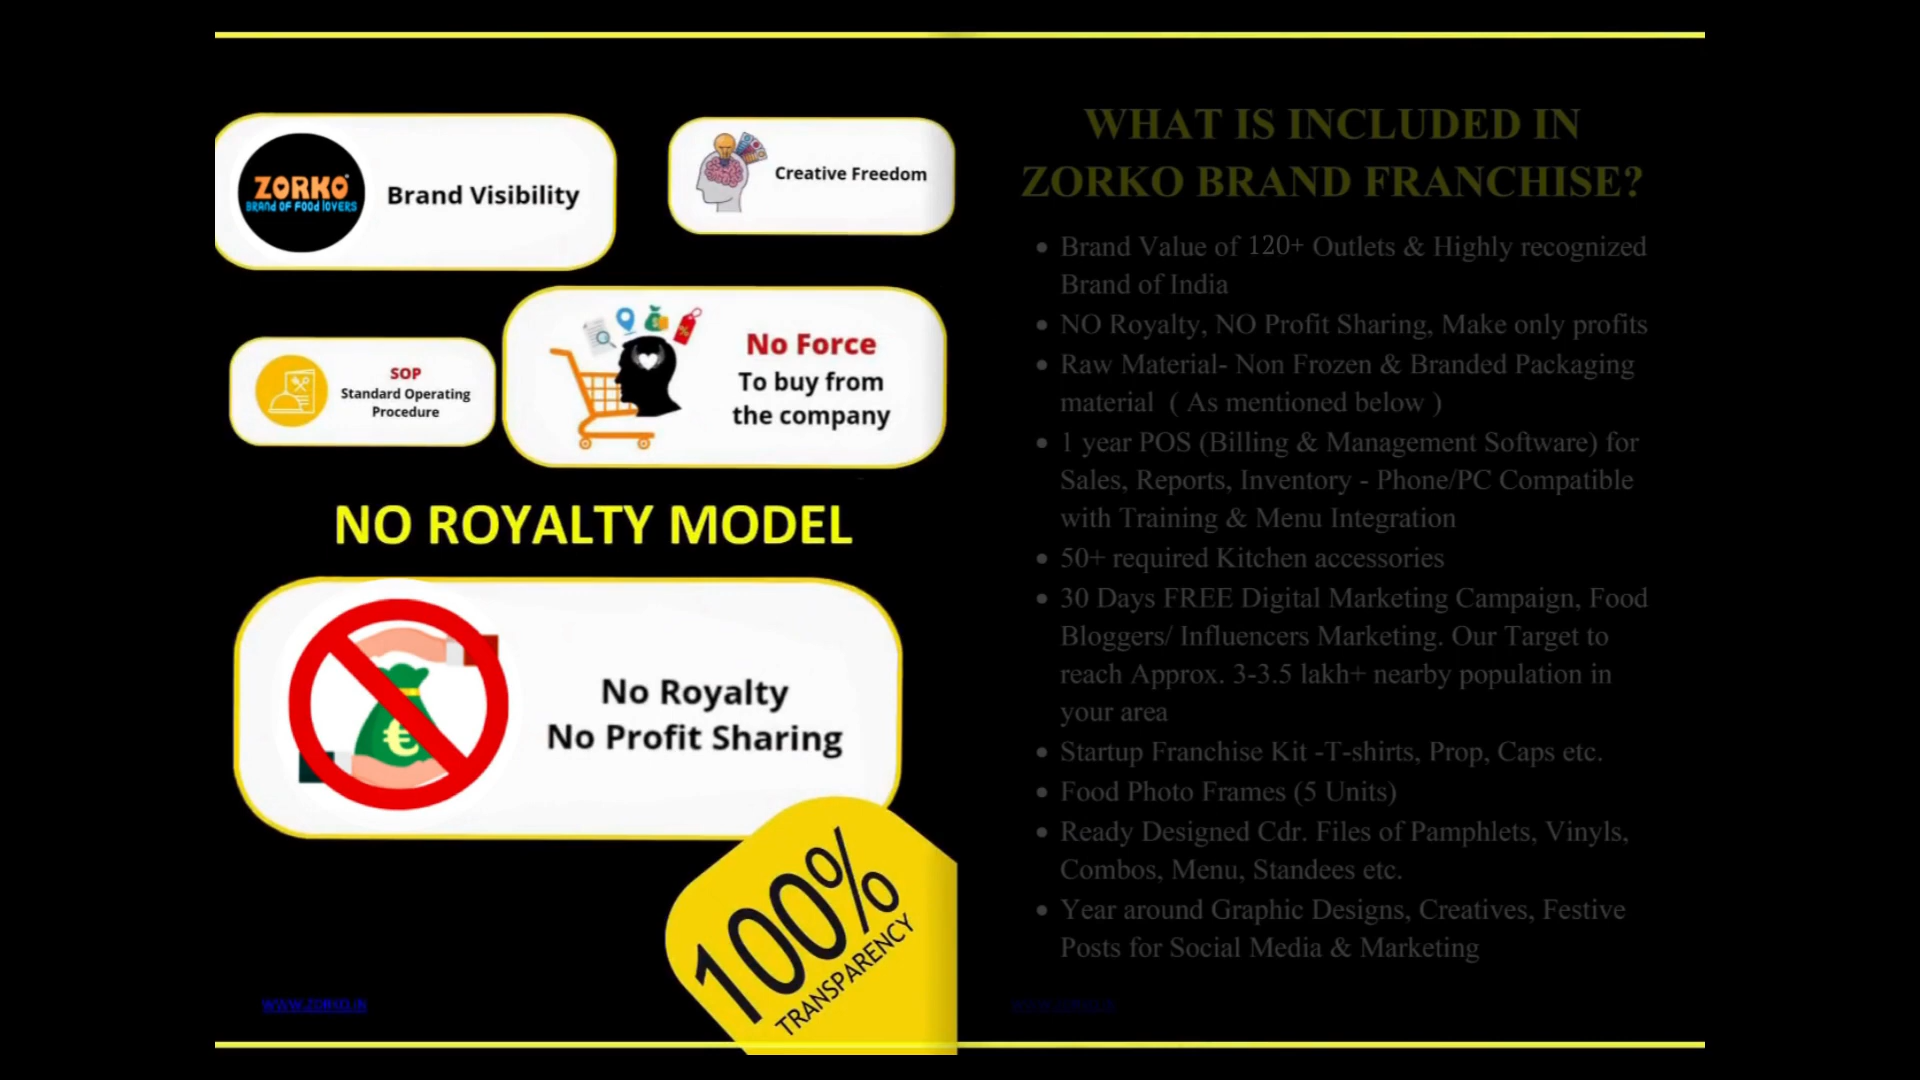 ZORKO
BRAND OF FOOD LOVERS
Brand Visibility
Creative Freedom
SOP
Standard Operating
Procedure
No Force
To buy from
the company
NO ROYALTY MODEL
No Royalty
No Profit Sharing
100%
TRANSPARENCY
WWW.ZORKO.IN
WHAT IS INCLUDED IN
ZORKO BRAND FRANCHISE?
• Brand Value of 120+ Outlets & Highly recognized
Brand of India
• NO Royalty, NO Profit Sharing, Make only profits
• Raw Material- Non Frozen & Branded Packaging
material ( As mentioned below )
• 1 year POS (Billing & Management Software) for
Sales, Reports, Inventory - Phone/PC Compatible
with Training & Menu Integration
• 50+ required Kitchen accessories
• 30 Days FREE Digital Marketing Campaign, Food
Bloggers/ Influencers Marketing. Our Target to
reach Approx. 3-3.5 lakh+ nearby population in
your area
• Startup Franchise Kit -T-shirts, Prop, Caps etc.
• Food Photo Frames (5 Units)
• Ready Designed Cdr. Files of Pamphlets, Vinyls,
Combos, Menu, Standees etc.
• Year around Graphic Designs, Creatives, Festive
Posts for Social Media & Marketing